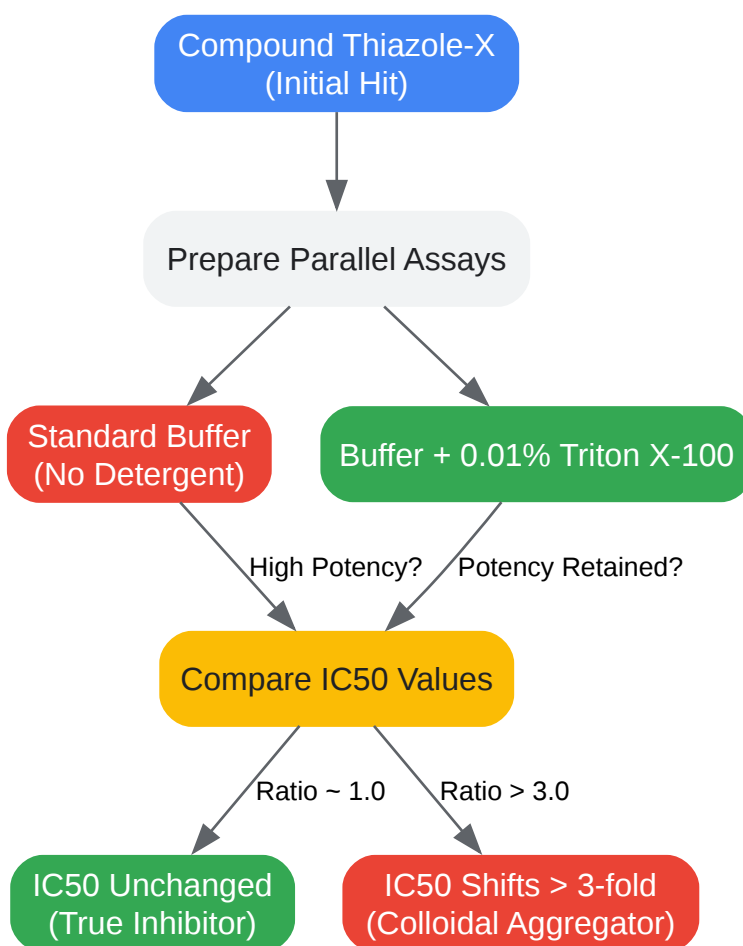 Compound Thiazole-X
(Initial Hit)
Prepare Parallel Assays
Standard Buffer
(No Detergent)
Buffer + 0.01% Triton X-100
High Potency?
Potency Retained?
Compare IC50 Values
Ratio ~ 1.0
Ratio > 3.0
IC50 Unchanged
(True Inhibitor)
IC50 Shifts > 3-fold
(Colloidal Aggregator)